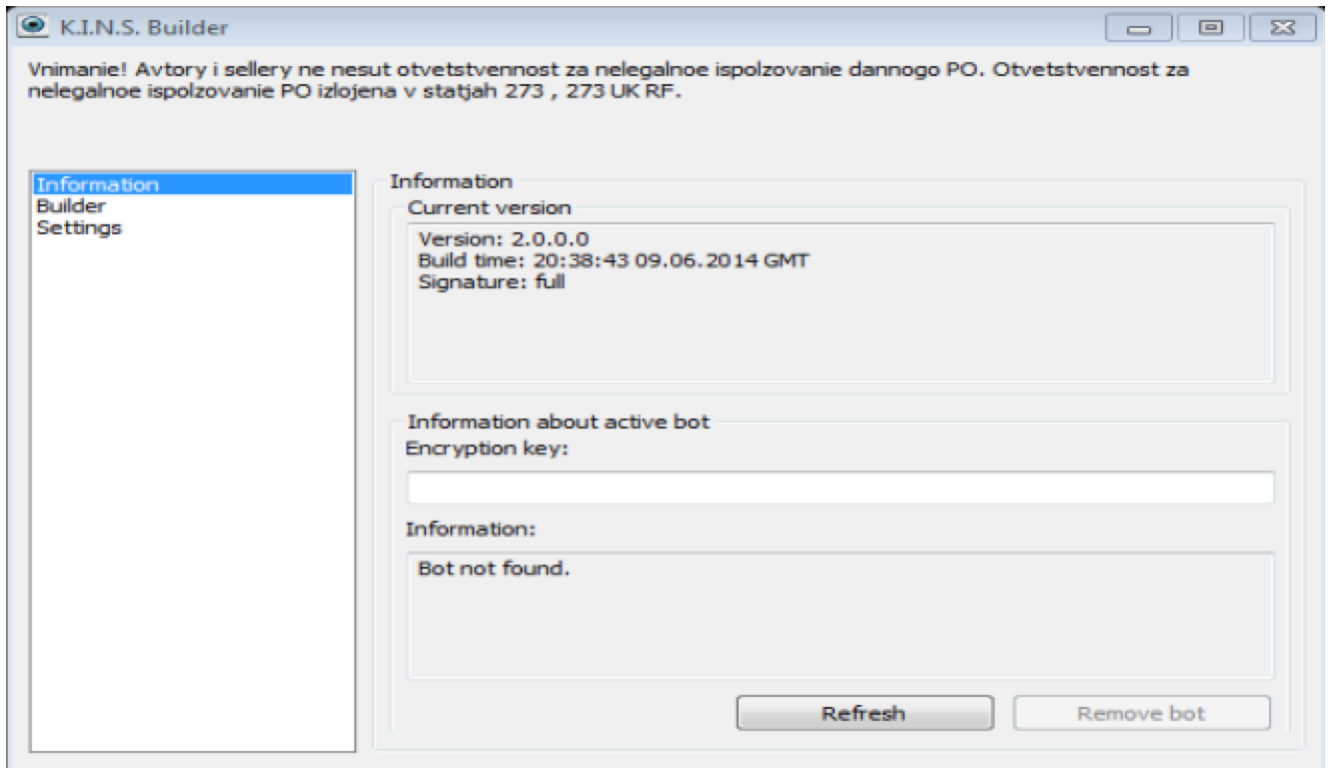 K.I.N.S. Builder
Vnimanie! Avtory i sellery ne nesut otvetstvennost za nelegalnoe ispolzovanie dannogo PO. Otvetstvennost za
nelegalnoe ispolzovanie PO izlojena v statjah 273 , 273 UK RF.
Information
Builder
Settings
Information
Current version
Version: 2.0.0.0
Build time: 20:38:43 09.06.2014 GMT
Signature: full
Information about active bot
Encryption key:
Information:
Bot not found.
Refresh
Remove bot